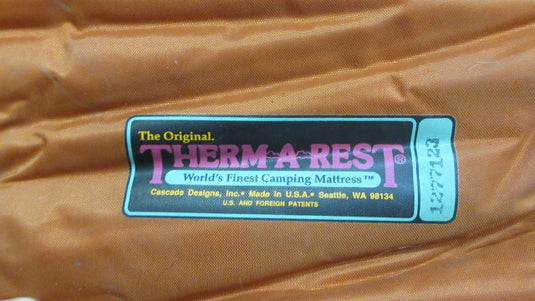 The Original.
THERM-A-REST®
World's Finest Camping Mattress™
Cascade Designs, Inc.* Made in U.S.A.* Seattle, WA 98134
U.S. AND FOREIGN PATENTS
1277123